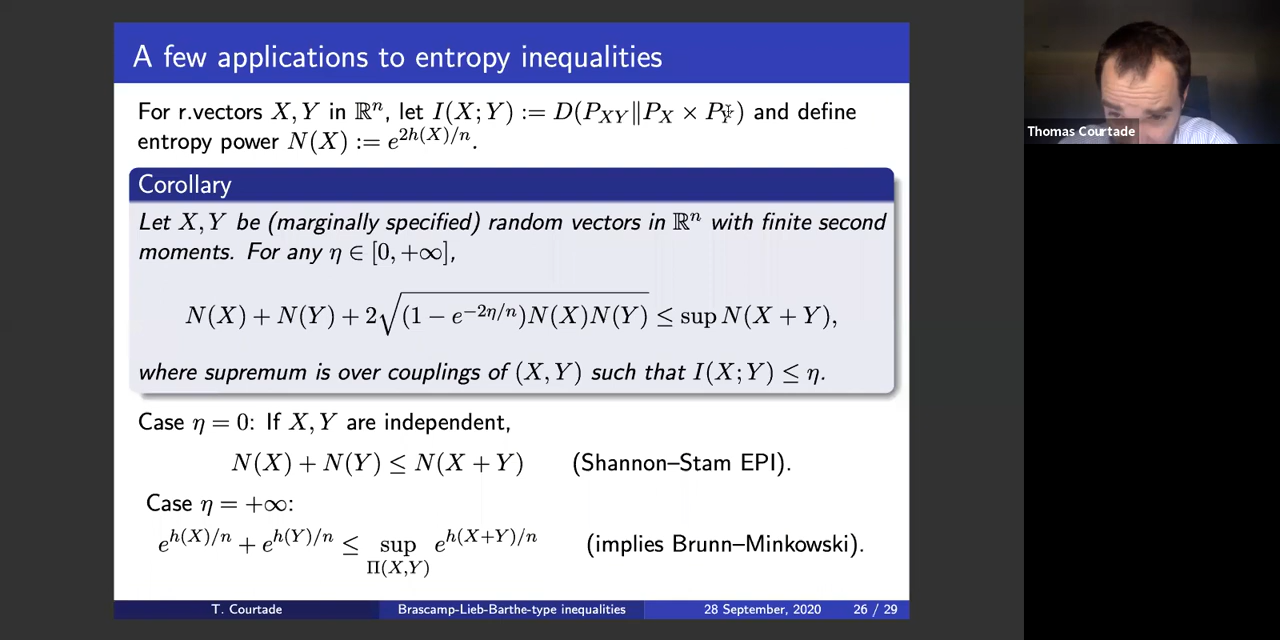 A few applications to entropy inequalities
For r.vectors X, Y in ℝⁿ, let I(X; Y) := D(P_{XY}‖P_X × P_Y) and define
entropy power N(X) := e^{2h(X)/n}.
Corollary
Let X, Y be (marginally specified) random vectors in ℝⁿ with finite second
moments. For any η ∈ [0, +∞],
N(X) + N(Y) + 2√((1 − e^{−2η/n})N(X)N(Y)) ≤ sup N(X + Y),
where supremum is over couplings of (X, Y) such that I(X; Y) ≤ η.
Case η = 0: If X, Y are independent,
N(X) + N(Y) ≤ N(X + Y) (Shannon–Stam EPI).
Case η = +∞:
e^{h(X)/n} + e^{h(Y)/n} ≤ sup_{Π(X,Y)} e^{h(X+Y)/n} (implies Brunn–Minkowski).
T. Courtade Brascamp-Lieb-Barthe-type inequalities 28 September, 2020 26 / 29
Thomas Courtade